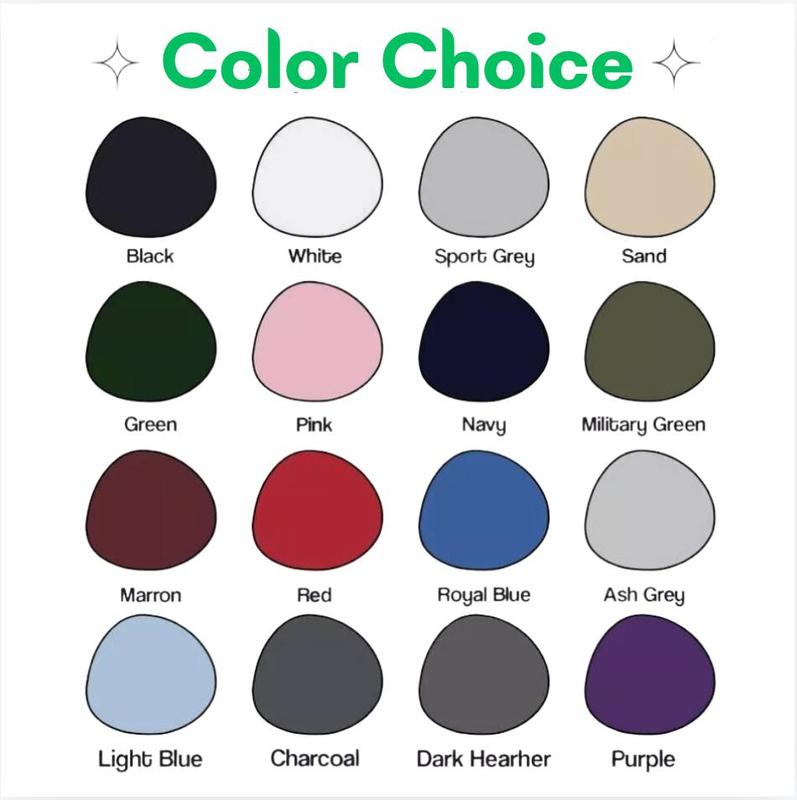 Color Choice
Black
White
Sport Grey
Sand
Green
Pink
Navy
Military Green
Marron
Red
Royal Blue
Ash Grey
Light Blue
Charcoal
Dark Hearher
Purple